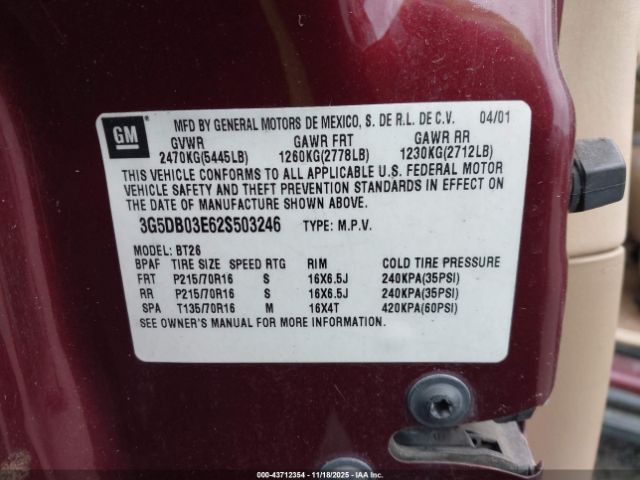 GM
MFD BY GENERAL MOTORS DE MEXICO, S. DE R.L. DE C.V. 04/01
GVWR GAWR FRT GAWR RR
2470KG(5445LB) 1260KG(2778LB) 1230KG(2712LB)
THIS VEHICLE CONFORMS TO ALL APPLICABLE U.S. FEDERAL MOTOR
VEHICLE SAFETY AND THEFT PREVENTION STANDARDS IN EFFECT ON
THE DATE OF MANUFACTURE SHOWN ABOVE.
3G5DB03E62S503246 TYPE: M.P.V.
MODEL: BT26
BPAF TIRE SIZE SPEED RTG RIM COLD TIRE PRESSURE
FRT P215/70R16 S 16X6.5J 240KPA(35PSI)
RR P215/70R16 S 16X6.5J 240KPA(35PSI)
SPA T135/70R16 M 16X4T 420KPA(60PSI)
SEE OWNER'S MANUAL FOR MORE INFORMATION
000-43712354 | 11/18/2025 - IAAI.COM